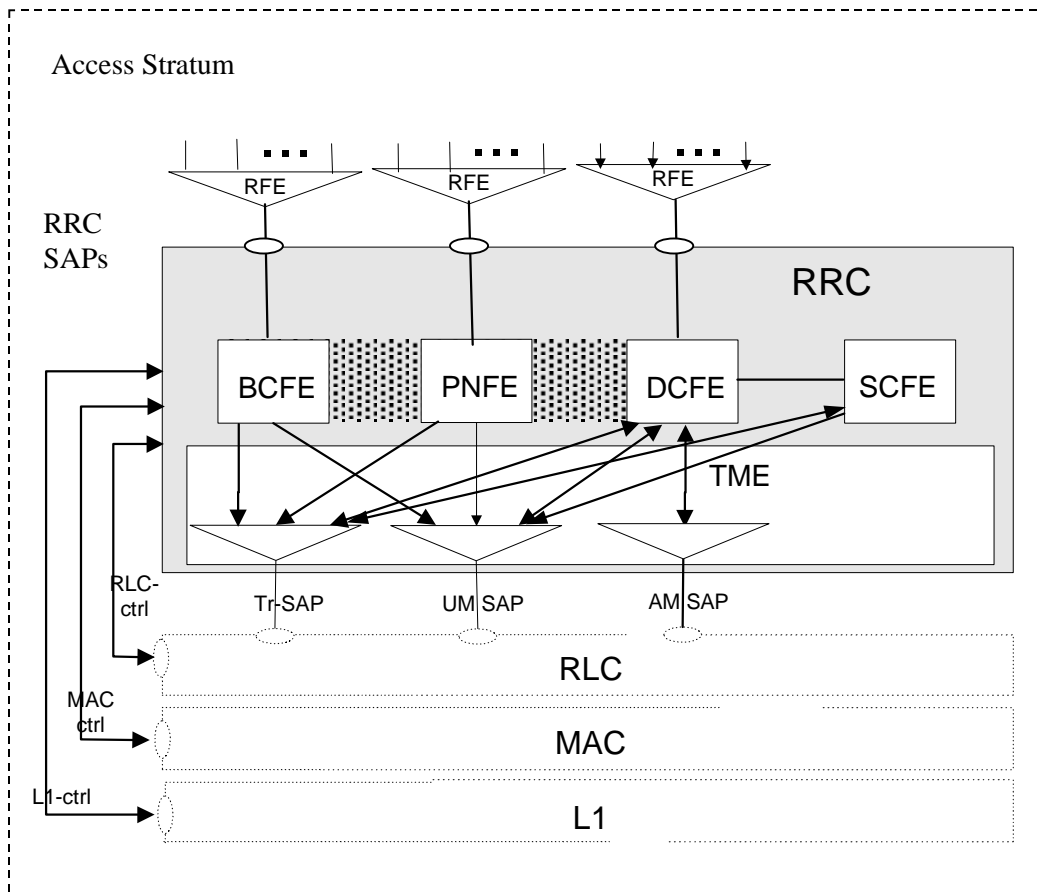 Access Stratum
RFE
RFE
RFE
RRC
SAPs
RRC
BCFE
PNFE
DCFE
SCFE
TME
RLC-
ctrl
Tr-SAP
UM SAP
AM SAP
RLC
MAC
ctrl
MAC
L1-ctrl
L1